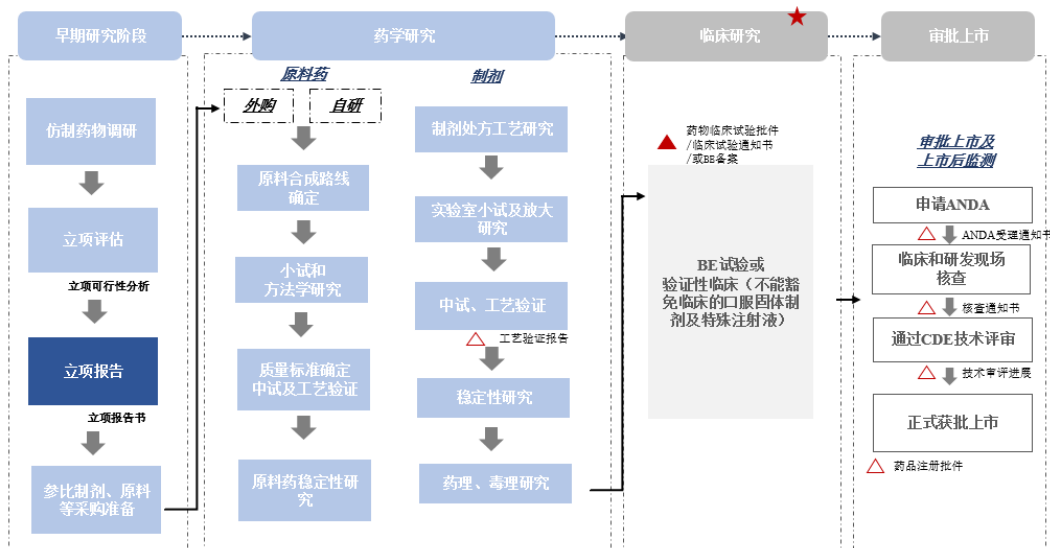 早期研究阶段
药学研究
临床研究
审批上市
仿制药物调研
立项评估
立项可行性分析
立项报告
立项报告书
参比制剂、原料
等采购准备
原料药
外购
自研
原料合成路线
确定
小试和
方法学研究
质量标准确定
中试及工艺验证
原料药稳定性研
究
制剂
制剂处方工艺研究
实验室小试及放大
研究
中试、工艺验证
工艺验证报告
稳定性研究
药理、毒理研究
药物临床试验批件
/临床试验通知书
/或BE备案
BE试验或
验证性临床（不能豁
免临床的口服固体制
剂及特殊注射液）
审批上市及
上市后监测
申请ANDA
ANDA受理通知书
临床和研发现场
核查
核查通知书
通过CDE技术评审
技术审评进展
正式获批上市
药品注册批件